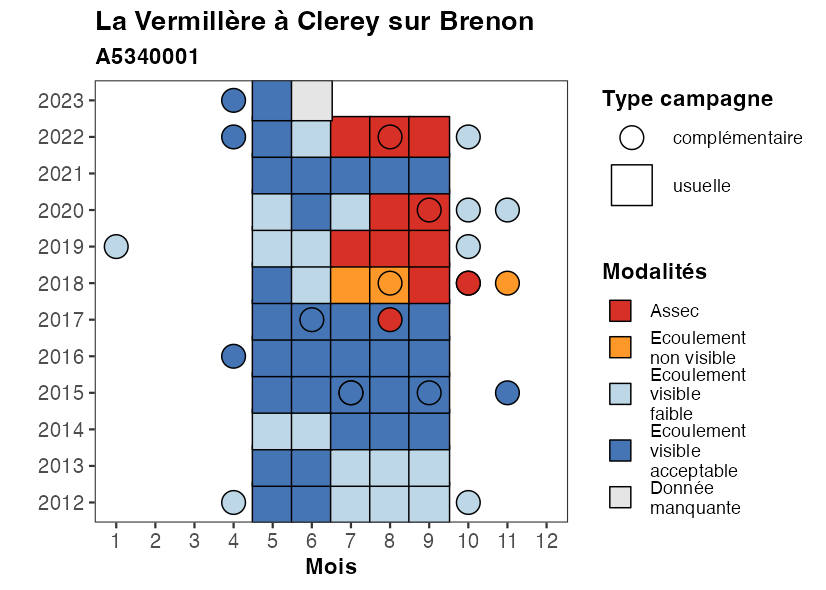 La Vermillère à Clerey sur Brenon
A5340001
2023
2022
2021
2020
2019
2018
2017
2016
2015
2014
2013
2012
1 2 3 4 5 6 7 8 9 10 11 12
Mois
Type campagne
complémentaire
usuelle
Modalités
Assec
Ecoulement
non visible
Ecoulement
visible
faible
Ecoulement
visible
acceptable
Donnée
manquante